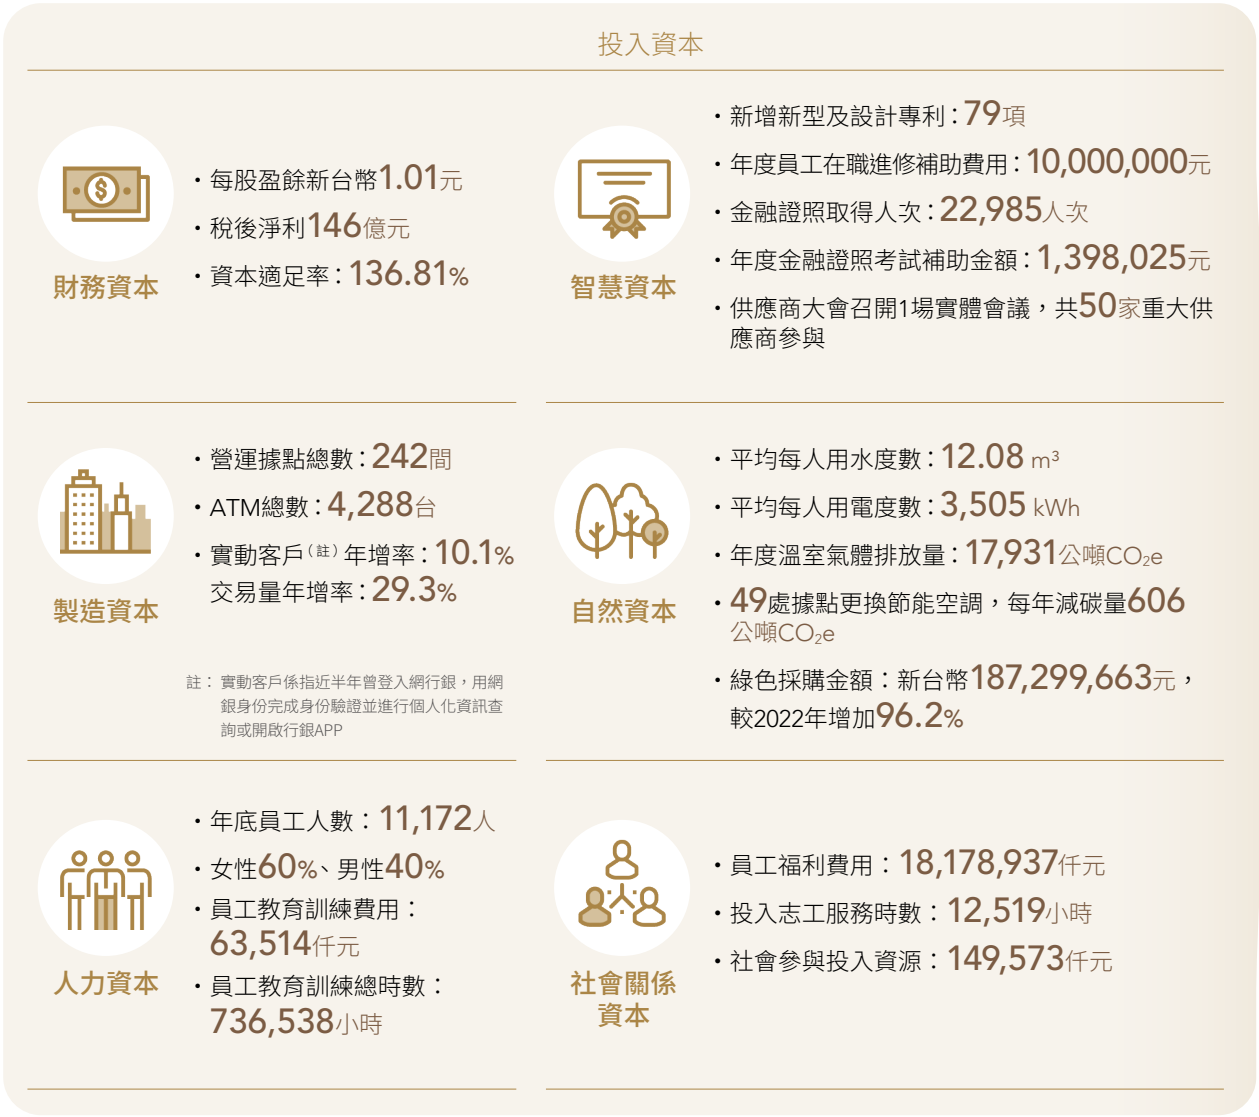 投入資本
財務資本
・每股盈餘新台幣1.01元
・稅後淨利146億元
・資本適足率：136.81%
智慧資本
・新增新型及設計專利：79項
・年度員工在職進修補助費用：10,000,000元
・金融證照取得人次：22,985人次
・年度金融證照考試補助金額：1,398,025元
・供應商大會召開1場實體會議，共50家重大供
應商參與
製造資本
・營運據點總數：242間
・ATM總數：4,288台
・實動客戶（註）年增率：10.1%
交易量年增率：29.3%
註：實動客戶係指近半年曾登入網行銀，用網
銀身份完成身份驗證並進行個人化資訊查
詢或開啟行銀APP
自然資本
・平均每人用水度數：12.08 m³
・平均每人用電度數：3,505 kWh
・年度溫室氣體排放量：17,931公噸CO₂e
・49處據點更換節能空調，每年減碳量606
公噸CO₂e
・綠色採購金額：新台幣187,299,663元，
較2022年增加96.2%
人力資本
・年底員工人數：11,172人
・女性60%、男性40%
・員工教育訓練費用：
63,514仟元
・員工教育訓練總時數：
736,538小時
社會關係
資本
・員工福利費用：18,178,937仟元
・投入志工服務時數：12,519小時
・社會參與投入資源：149,573仟元